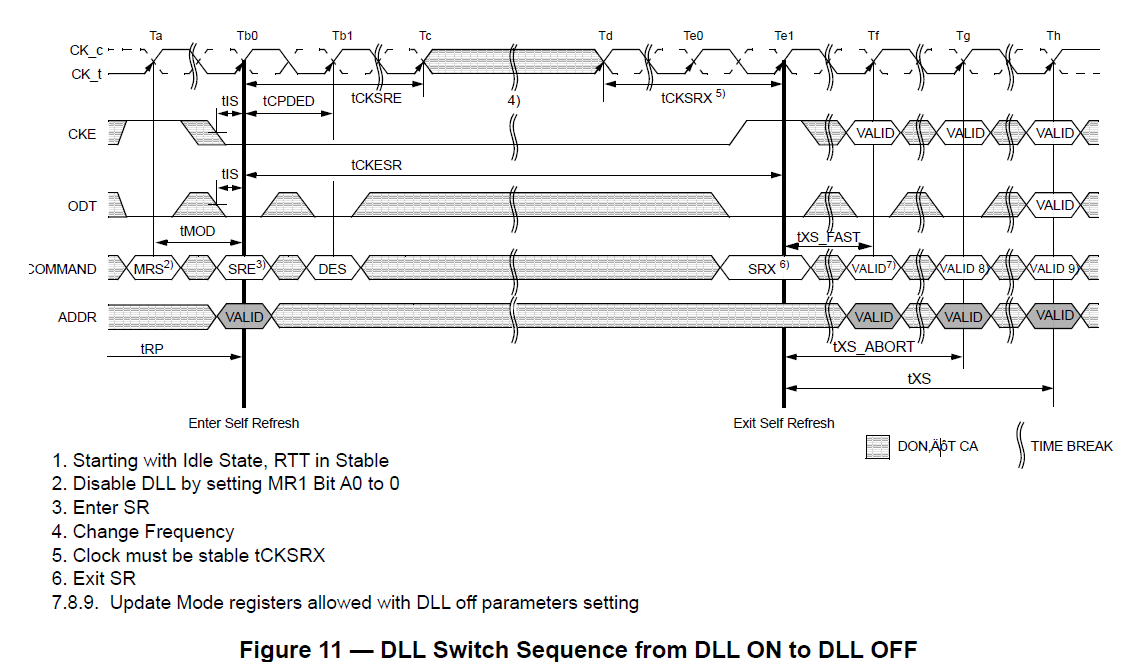 Ta Tb0 Tb1 Tc Td Te0 Te1 Tf Tg Th
CK_c
CK_t
tIS tCPDED tCKSRE 4) tCKSRX 5)
CKE VALID VALID VALID
tCKESR
tIS
ODT VALID
tMOD tXS_FAST
COMMAND MRS2) SRE3) DES SRX 6) VALID7) VALID 8) VALID 9)
ADDR VALID VALID VALID VALID
tRP tXS_ABORT
tXS
Enter Self Refresh Exit Self Refresh
DON‚Äôt CA TIME BREAK
1. Starting with Idle State, RTT in Stable
2. Disable DLL by setting MR1 Bit A0 to 0
3. Enter SR
4. Change Frequency
5. Clock must be stable tCKSRX
6. Exit SR
7.8.9. Update Mode registers allowed with DLL off parameters setting
Figure 11 — DLL Switch Sequence from DLL ON to DLL OFF